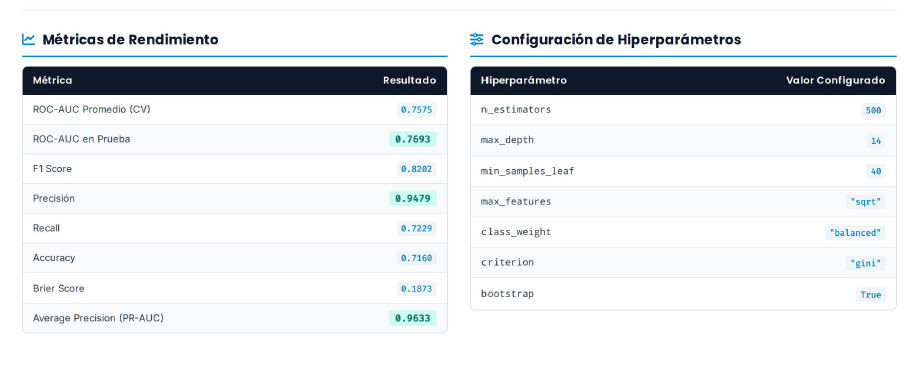 Métricas de Rendimiento
Métrica Resultado
ROC-AUC Promedio (CV) 0.7575
ROC-AUC en Prueba 0.7693
F1 Score 0.8202
Precisión 0.9479
Recall 0.7229
Accuracy 0.7160
Brier Score 0.1873
Average Precision (PR-AUC) 0.9633
Configuración de Hiperparámetros
Hiperparámetro Valor Configurado
n_estimators 500
max_depth 14
min_samples_leaf 40
max_features "sqrt"
class_weight "balanced"
criterion "gini"
bootstrap True